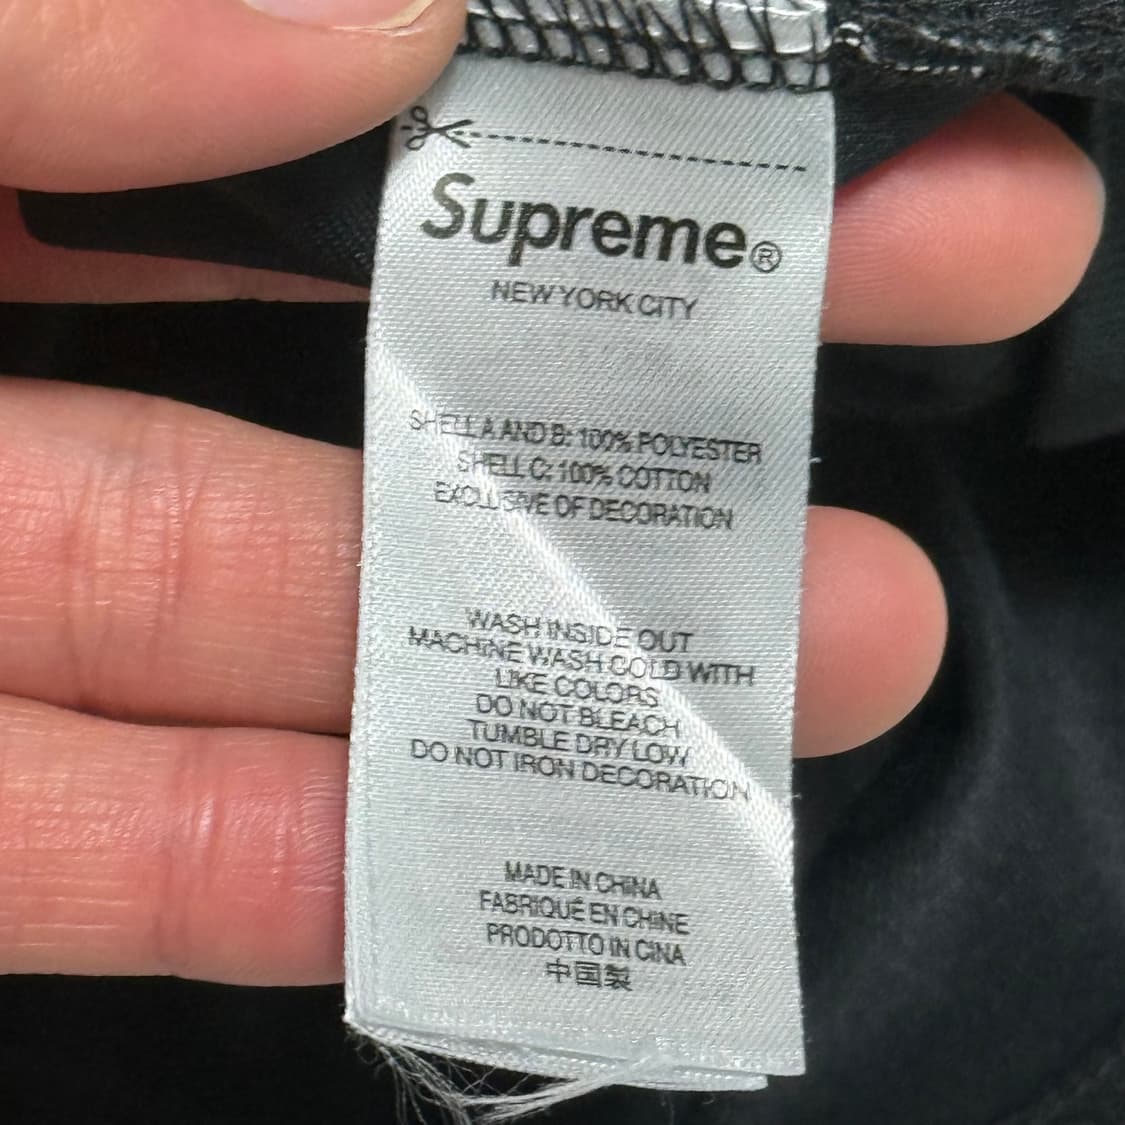 Supreme®
NEW YORK CITY
SHELL A AND B: 100% POLYESTER
SHELL C: 100% COTTON
EXCLUSIVE OF DECORATION
WASH INSIDE OUT
MACHINE WASH COLD WITH
LIKE COLORS
DO NOT BLEACH
TUMBLE DRY LOW
DO NOT IRON DECORATION
MADE IN CHINA
FABRIQUÉ EN CHINE
PRODOTTO IN CINA
中国製